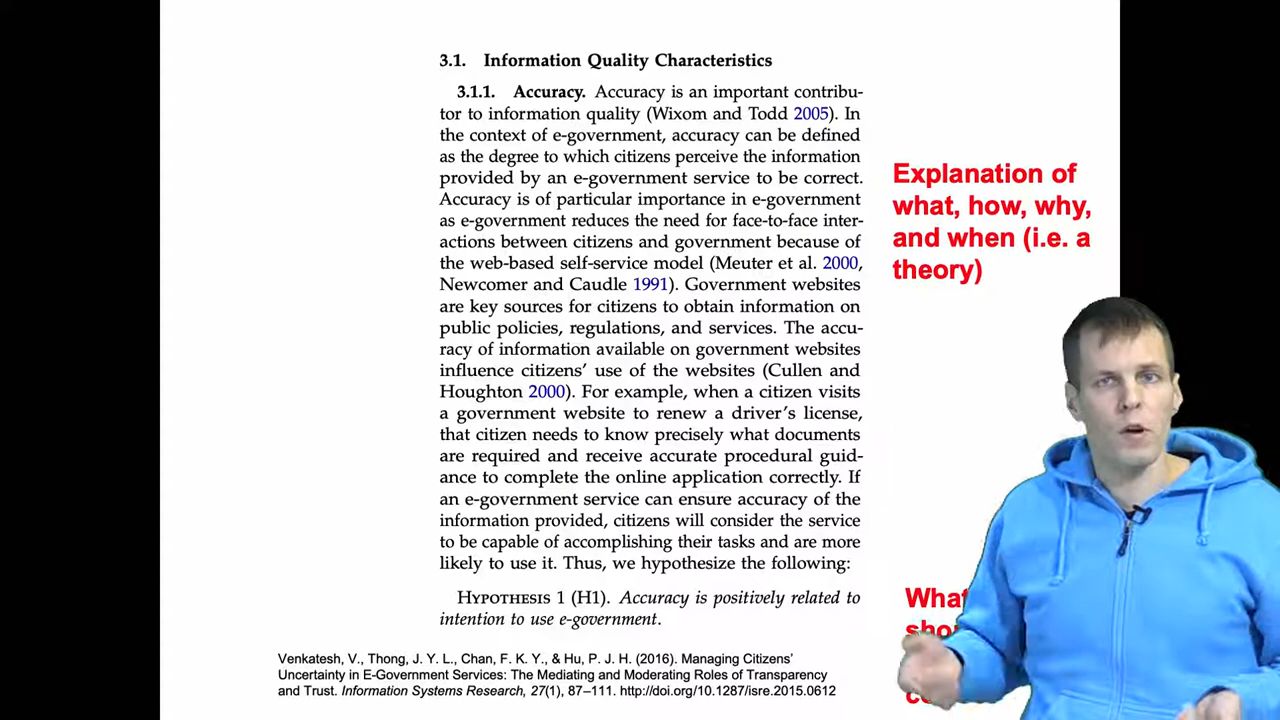 3.1. Information Quality Characteristics
3.1.1. Accuracy. Accuracy is an important contribu-
tor to information quality (Wixom and Todd 2005). In
the context of e-government, accuracy can be defined
as the degree to which citizens perceive the information
provided by an e-government service to be correct.
Accuracy is of particular importance in e-government
as e-government reduces the need for face-to-face inter-
actions between citizens and government because of
the web-based self-service model (Meuter et al. 2000,
Newcomer and Caudle 1991). Government websites
are key sources for citizens to obtain information on
public policies, regulations, and services. The accu-
racy of information available on government websites
influence citizens' use of the websites (Cullen and
Houghton 2000). For example, when a citizen visits
a government website to renew a driver's license,
that citizen needs to know precisely what documents
are required and receive accurate procedural guid-
ance to complete the online application correctly. If
an e-government service can ensure accuracy of the
information provided, citizens will consider the service
to be capable of accomplishing their tasks and are more
likely to use it. Thus, we hypothesize the following:
Hypothesis 1 (H1). Accuracy is positively related to
intention to use e-government.
Explanation of
what, how, why,
and when (i.e. a
theory)
What
Venkatesh, V., Thong, J. Y. L., Chan, F. K. Y., & Hu, P. J. H. (2016). Managing Citizens'
Uncertainty in E-Government Services: The Mediating and Moderating Roles of Transparency
and Trust. Information Systems Research, 27(1), 87–111. http://doi.org/10.1287/isre.2015.0612